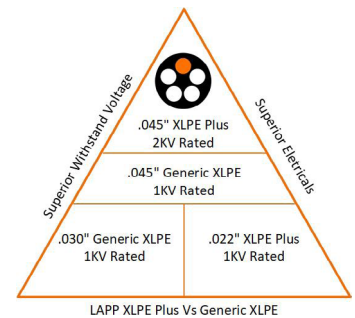 Superior Withstand Voltage
Superior Eletricals
.045" XLPE Plus
2KV Rated
.045" Generic XLPE
1KV Rated
.030" Generic XLPE
1KV Rated
.022" XLPE Plus
1KV Rated
LAPP XLPE Plus Vs Generic XLPE